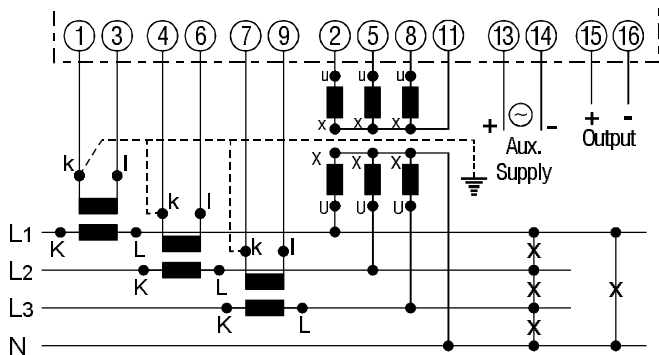 1 3 4 6 7 9 2 5 8 11 13 14 15 16
u u u
+ ~ - + -
x x x
Aux. Output
Supply
x x x
k l
k l
u u u
k l
L1
K L
x
L2
K L
x x
L3
K L
x
N